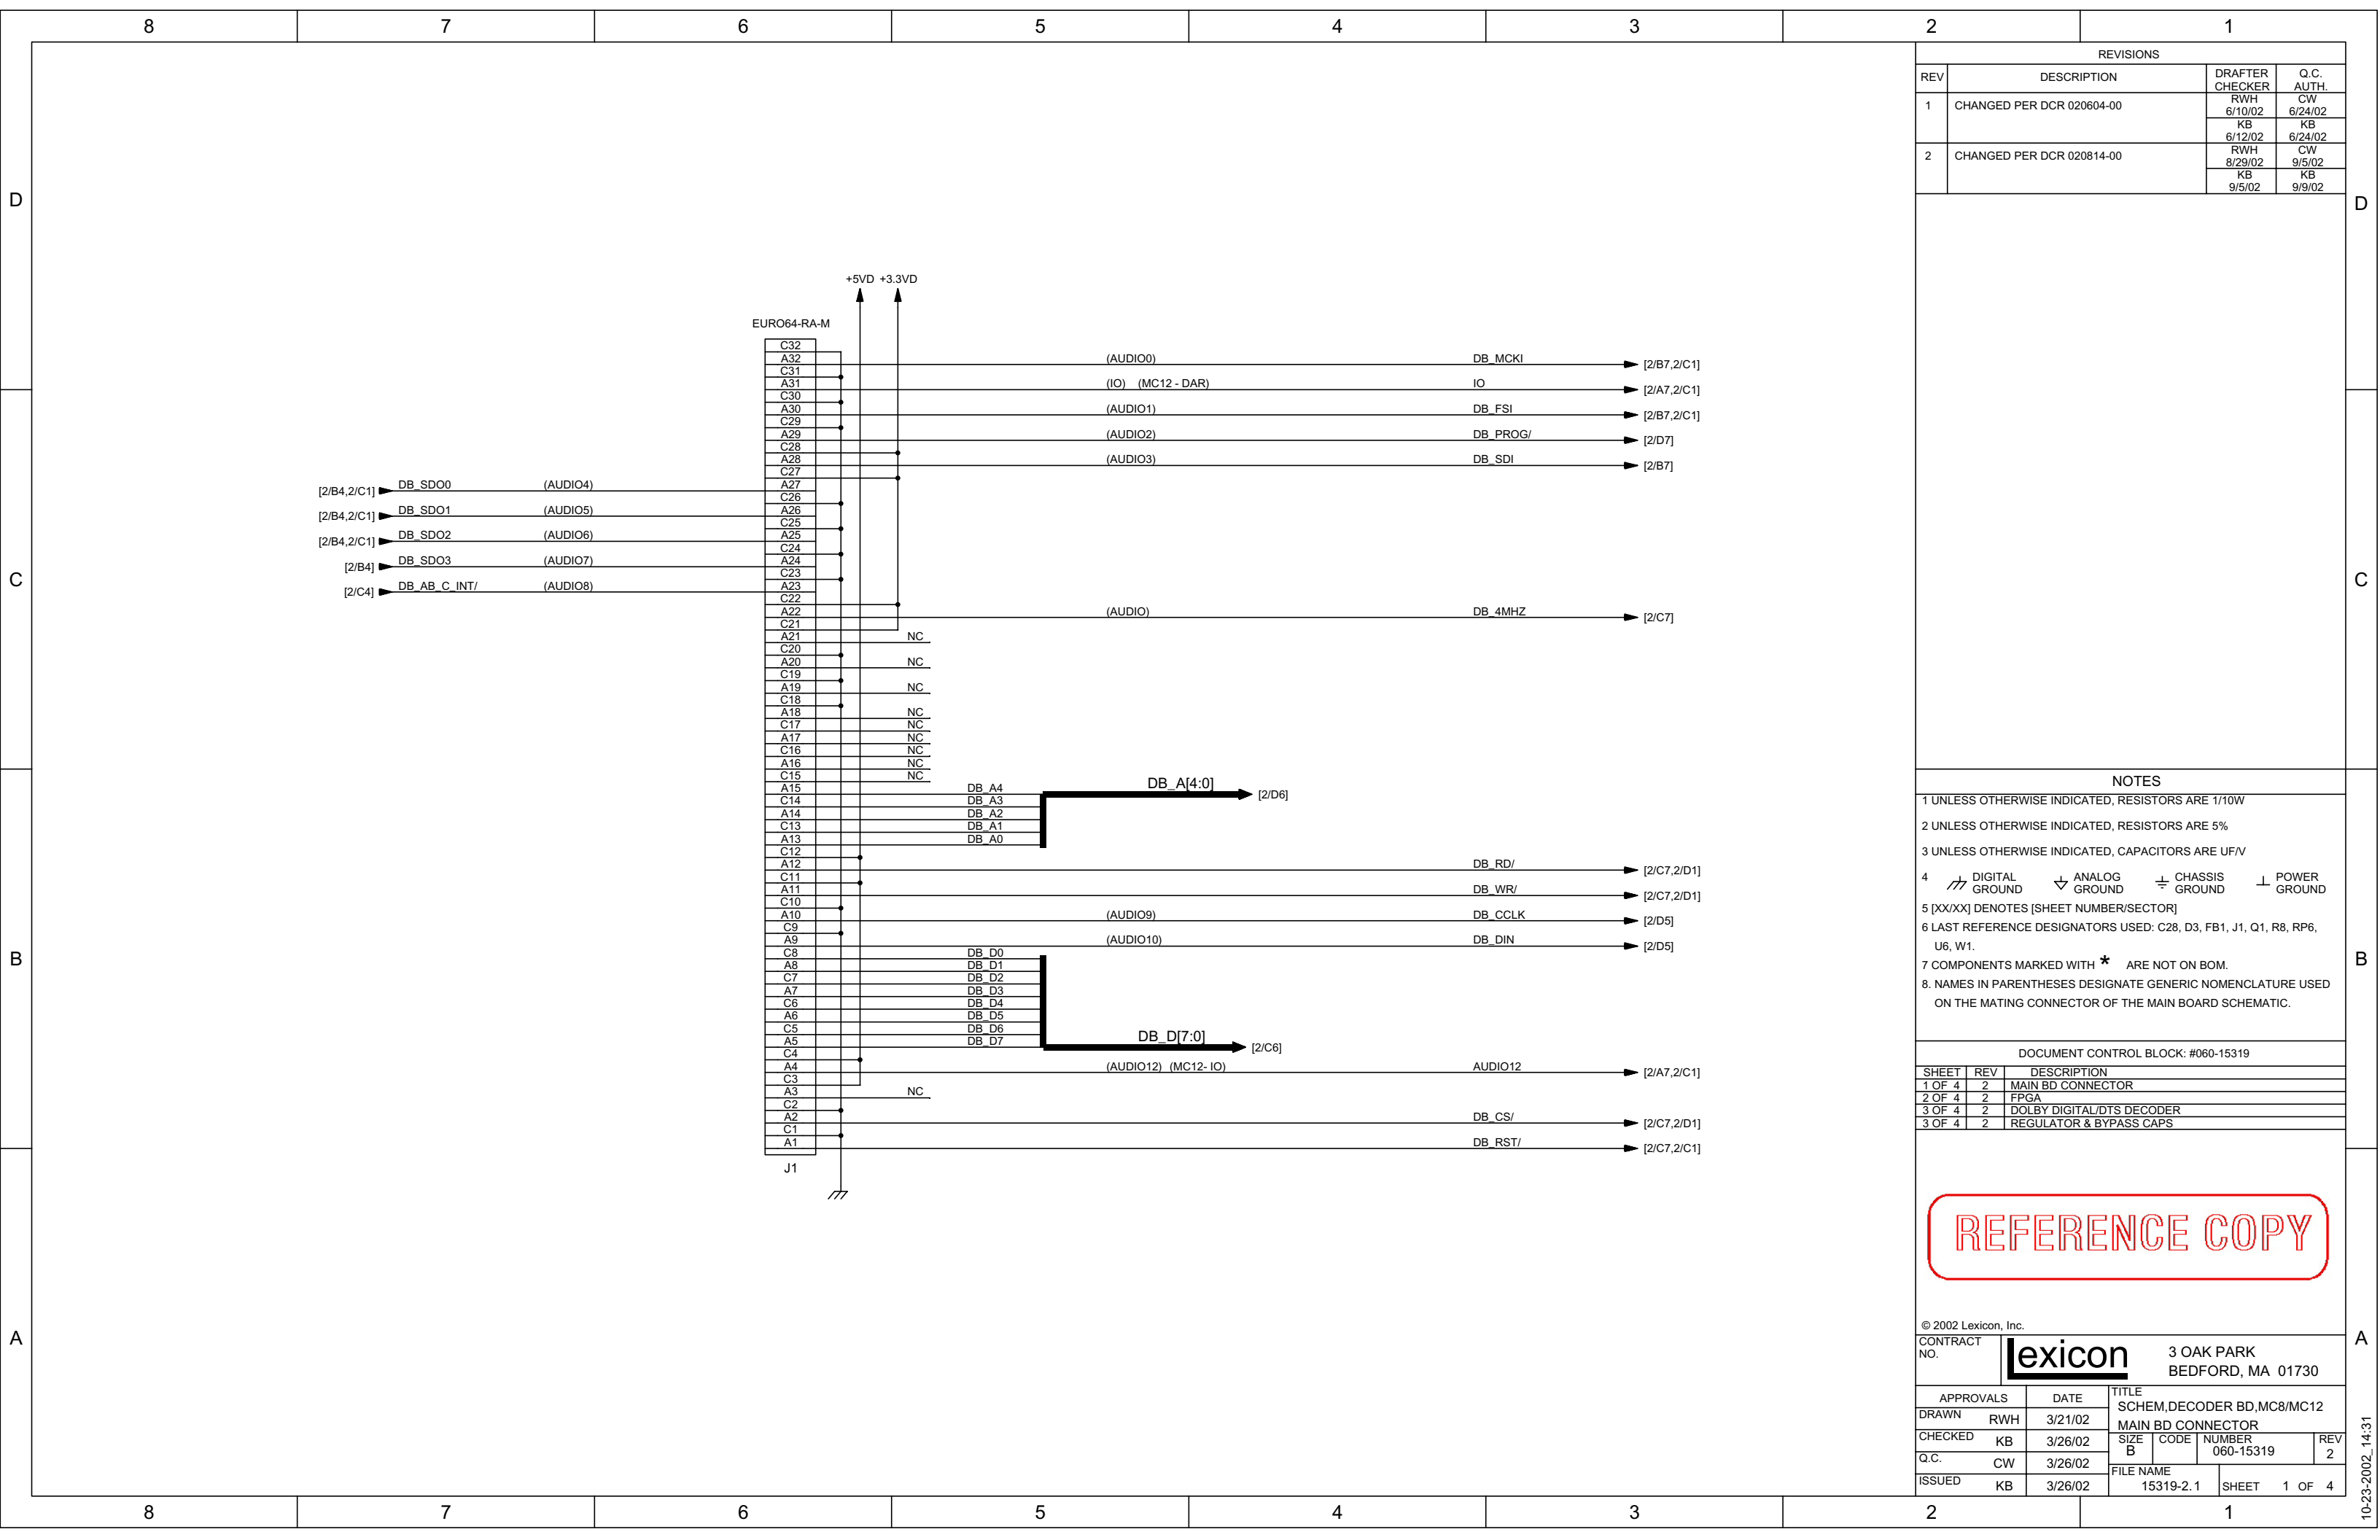 8 7 6 5 4 3 2 1
REVISIONS
REV DESCRIPTION DRAFTER CHECKER Q.C. AUTH.
1 CHANGED PER DCR 020604-00 RWH 6/10/02 CW 6/24/02
KB 6/12/02 KB 6/24/02
2 CHANGED PER DCR 020814-00 RWH 8/29/02 CW 9/5/02
KB 9/5/02 KB 9/9/02
D D
+5VD +3.3VD
EURO64-RA-M
C32
A32 (AUDIO0) DB_MCKI [2/B7,2/C1]
C31
A31 (IO) (MC12 - DAR) IO [2/A7,2/C1]
C30
A30 (AUDIO1) DB_FSI [2/B7,2/C1]
C29
A29 (AUDIO2) DB_PROG/ [2/D7]
C28
A28 (AUDIO3) DB_SDI [2/B7]
C27
[2/B4,2/C1] DB_SDO0 (AUDIO4) A27
C26
[2/B4,2/C1] DB_SDO1 (AUDIO5) A26
C25
[2/B4,2/C1] DB_SDO2 (AUDIO6) A25
C24
[2/B4] DB_SDO3 (AUDIO7) A24
C23
C C
[2/C4] DB_AB_C_INT/ (AUDIO8) A23
C22
A22 (AUDIO) DB_4MHZ [2/C7]
C21
A21 NC
C20
A20 NC
C19
A19 NC
C18
A18 NC
C17 NC
A17 NC
C16 NC
A16 NC
C15 NC
A15 DB_A4 DB_A[4:0] [2/D6]
C14 DB_A3
A14 DB_A2
C13 DB_A1
A13 DB_A0
C12
A12 DB_RD/ [2/C7,2/D1]
C11
A11 DB_WR/ [2/C7,2/D1]
C10
A10 (AUDIO9) DB_CCLK [2/D5]
C9
A9 (AUDIO10) DB_DIN [2/D5]
C8 DB_D0
A8 DB_D1
C7 DB_D2
A7 DB_D3
C6 DB_D4
A6 DB_D5
C5 DB_D6
A5 DB_D7 DB_D[7:0] [2/C6]
C4
A4 (AUDIO12) (MC12- IO) AUDIO12 [2/A7,2/C1]
C3
A3 NC
C2
A2 DB_CS/ [2/C7,2/D1]
C1
A1 DB_RST/ [2/C7,2/C1]
J1
NOTES
1 UNLESS OTHERWISE INDICATED, RESISTORS ARE 1/10W
2 UNLESS OTHERWISE INDICATED, RESISTORS ARE 5%
3 UNLESS OTHERWISE INDICATED, CAPACITORS ARE UF/V
4 DIGITAL GROUND ANALOG GROUND CHASSIS GROUND POWER GROUND
5 [XX/XX] DENOTES [SHEET NUMBER/SECTOR]
6 LAST REFERENCE DESIGNATORS USED: C28, D3, FB1, J1, Q1, R8, RP6,
U6, W1.
B B
7 COMPONENTS MARKED WITH * ARE NOT ON BOM.
8. NAMES IN PARENTHESES DESIGNATE GENERIC NOMENCLATURE USED
ON THE MATING CONNECTOR OF THE MAIN BOARD SCHEMATIC.
DOCUMENT CONTROL BLOCK: #060-15319
SHEET REV DESCRIPTION
1 OF 4 2 MAIN BD CONNECTOR
2 OF 4 2 FPGA
3 OF 4 2 DOLBY DIGITAL/DTS DECODER
3 OF 4 2 REGULATOR & BYPASS CAPS
REFERENCE COPY
© 2002 Lexicon, Inc.
A A
CONTRACT NO.
Lexicon
3 OAK PARK
BEDFORD, MA 01730
APPROVALS DATE
DRAWN RWH 3/21/02
CHECKED KB 3/26/02
Q.C. CW 3/26/02
ISSUED KB 3/26/02
TITLE
SCHEM,DECODER BD,MC8/MC12
MAIN BD CONNECTOR
SIZE B CODE NUMBER 060-15319 REV 2
FILE NAME 15319-2.1 SHEET 1 OF 4
10-23-2002_14:31
8 7 6 5 4 3 2 1